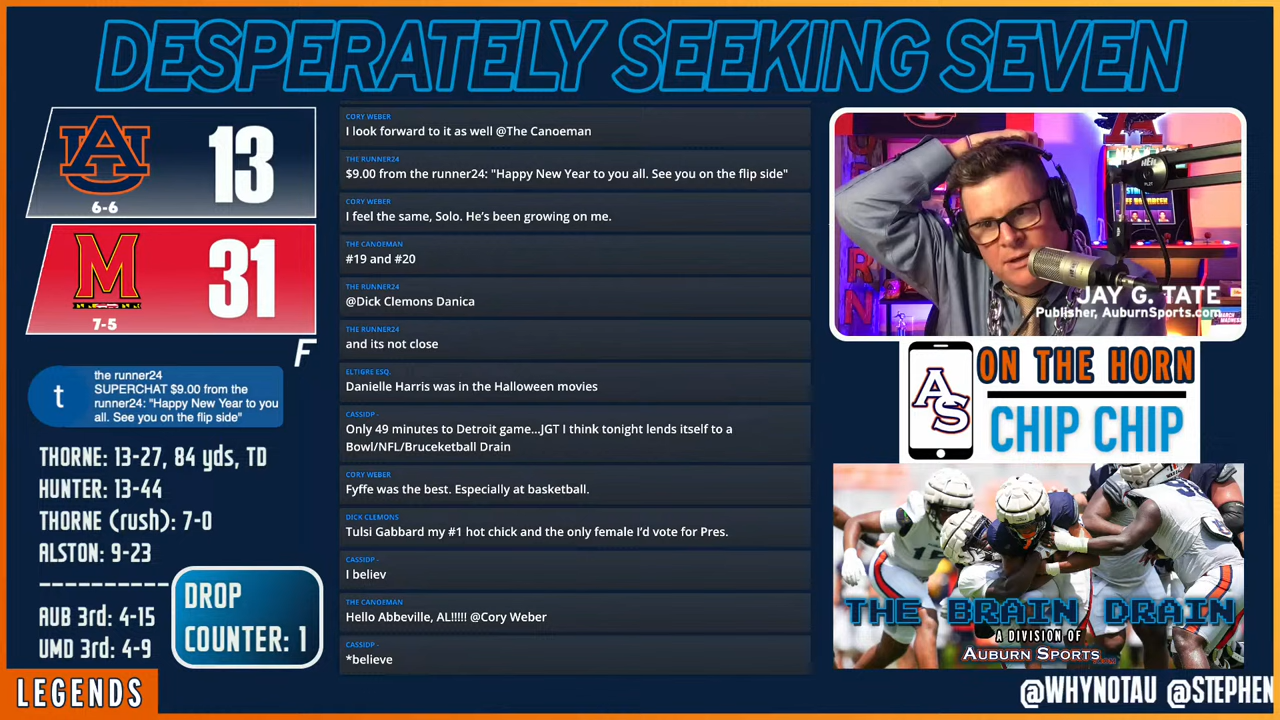 DESPERATELY SEEKING SEVEN
AU
13
6-6
M
31
7-5
F
t
the runner24
SUPERCHAT $9.00 from the
runner24: "Happy New Year to you
all. See you on the flip side"
THORNE: 13-27, 84 yds, TD
HUNTER: 13-44
THORNE (rush): 7-0
ALSTON: 9-23
----------
AUB 3rd: 4-15
UMD 3rd: 4-9
DROP
COUNTER: 1
CORY WEBER
I look forward to it as well @The Canoeman
THE RUNNER24
$9.00 from the runner24: "Happy New Year to you all. See you on the flip side"
CORY WEBER
I feel the same, Solo. He's been growing on me.
THE CANOEMAN
#19 and #20
THE RUNNER24
@Dick Clemons Danica
THE RUNNER24
and its not close
ELTIGRE ESQ.
Danielle Harris was in the Halloween movies
CASSIDP -
Only 49 minutes to Detroit game...JGT I think tonight lends itself to a
Bowl/NFL/Bruceketball Drain
CORY WEBER
Fyffe was the best. Especially at basketball.
DICK CLEMONS
Tulsi Gabbard my #1 hot chick and the only female I'd vote for Pres.
CASSIDP -
I believ
THE CANOEMAN
Hello Abbeville, AL!!!!! @Cory Weber
CASSIDP -
*believe
JAY G. TATE
Publisher, AuburnSports.com
AS
ON THE HORN
CHIP CHIP
THE BRAIN DRAIN
A DIVISION OF
AUBURN SPORTS.COM
LEGENDS
@WHYNOTAU @STEPHEN